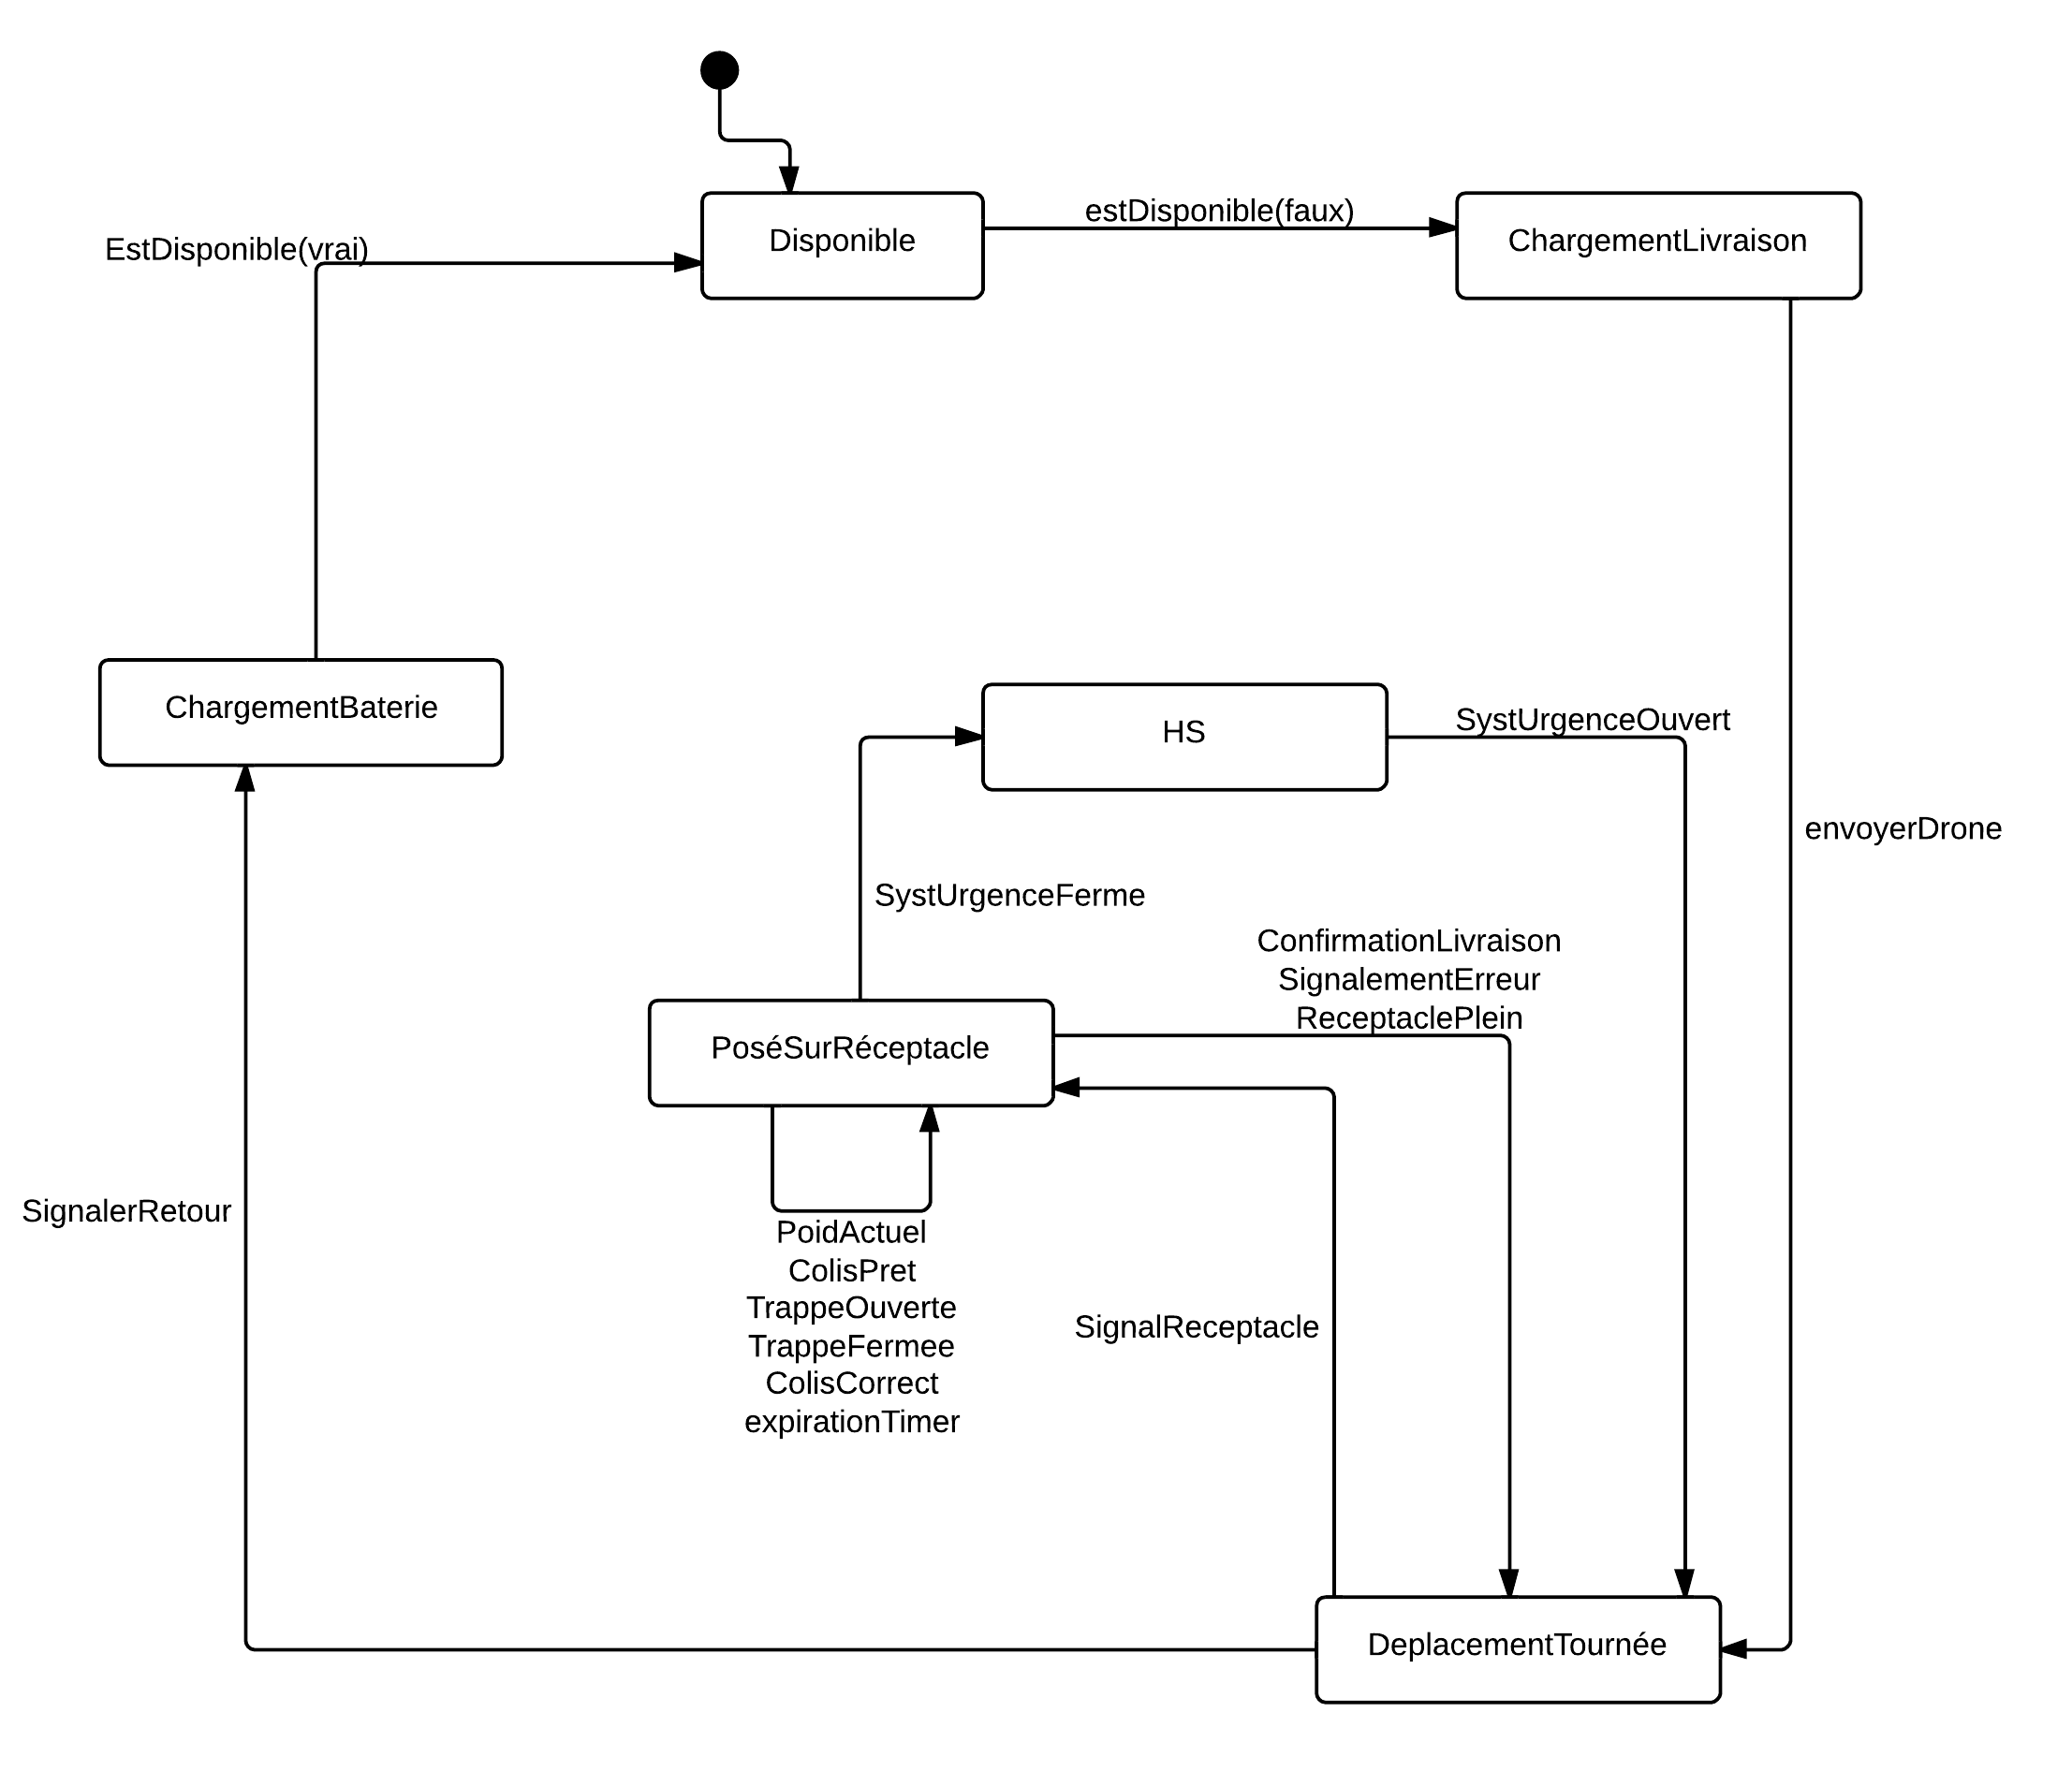 estDisponible(faux)
EstDisponible(vrai)
Disponible
ChargementLivraison
ChargementBaterie
HS
SystUrgenceOuvert
envoyerDrone
SystUrgenceFerme
ConfirmationLivraison
SignalementErreur
ReceptaclePlein
PoséSurRéceptacle
SignalerRetour
PoidActuel
ColisPret
TrappeOuverte
TrappeFermee
ColisCorrect
expirationTimer
SignalReceptacle
DeplacementTournée